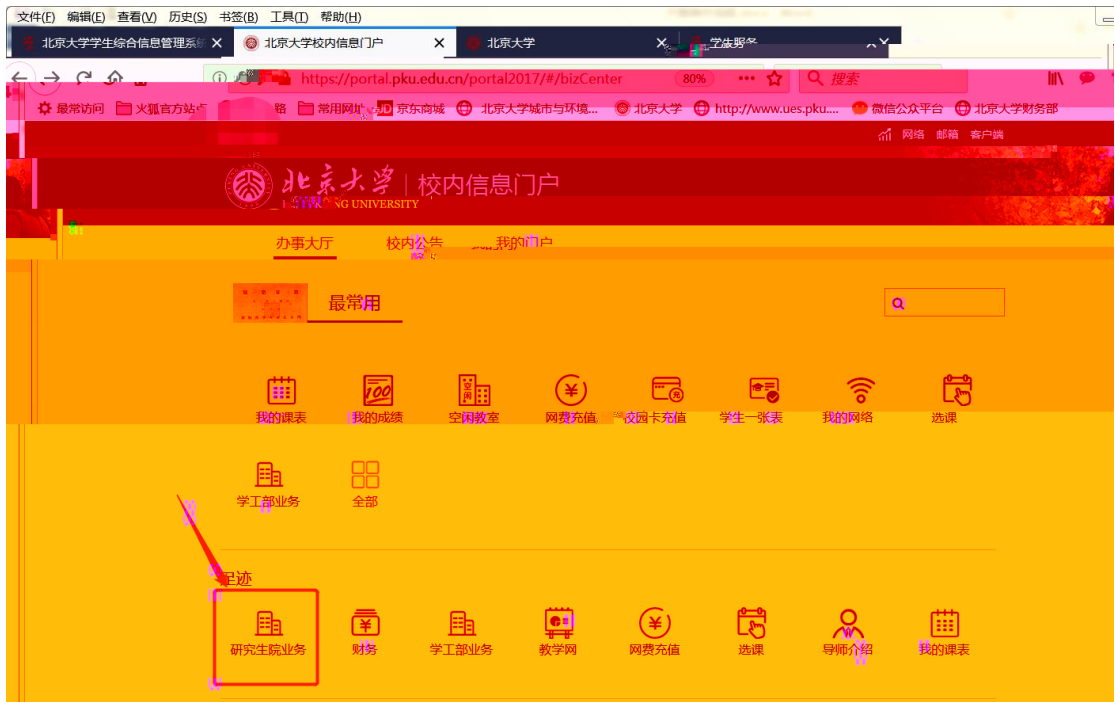 文件(F) 编辑(E) 查看(V) 历史(S) 书签(B) 工具(T) 帮助(H)
北京大学学生综合信息管理系统 北京大学校内信息门户 北京大学
https://portal.pku.edu.cn/portal2017/#/bizCenter 80% 搜索
最常访问 火狐官方站点 常用网址 JD 京东商城 北京大学城市与环境... 北京大学 http://www.ues.pku.... 微信公众平台 北京大学财务部
网络 邮箱 客户端
北京大学 校内信息门户
UNIVERSITY
办事大厅 校内公告 我的门户
最常用
我的课表 我的成绩 空闲教室 网费充值 校园卡充值 学生一张表 我的网络 选课
学工部业务 全部
足迹
研究生院业务 财务 学工部业务 教学网 网费充值 选课 导师介绍 我的课表